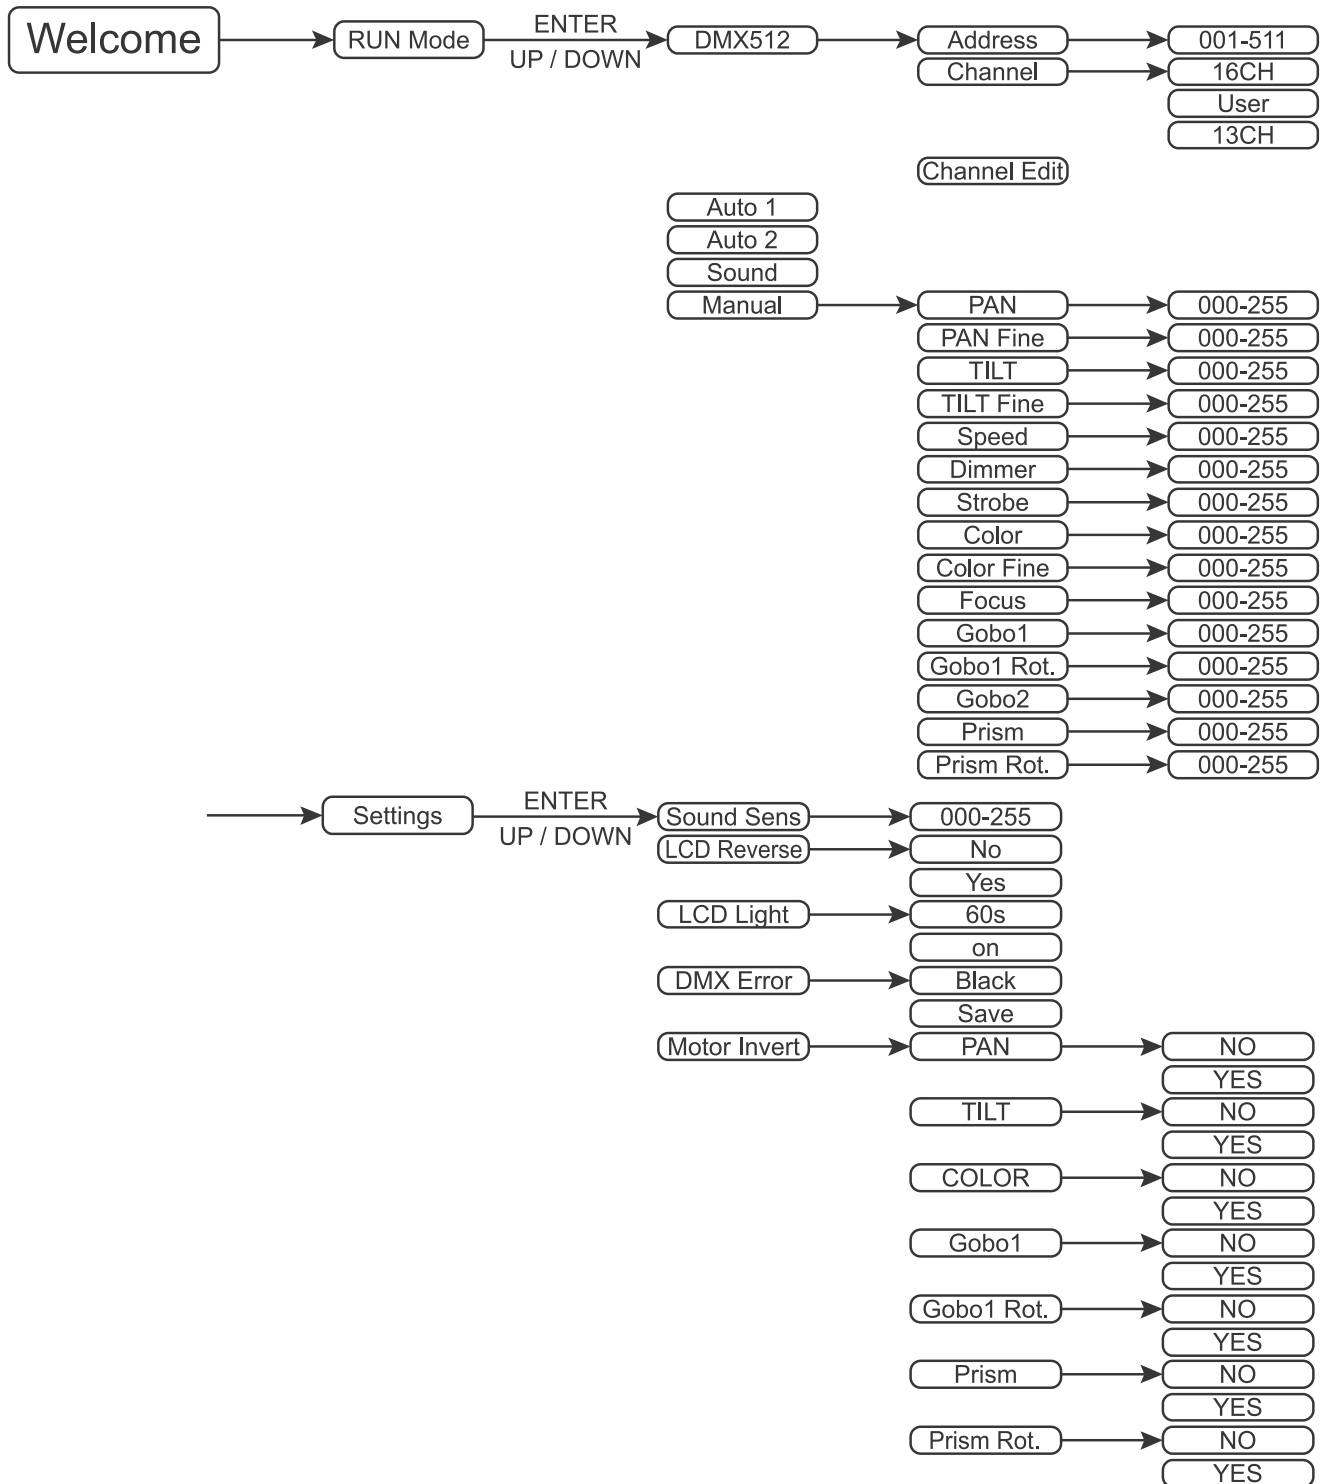 Welcome RUN Mode ENTER UP / DOWN DMX512 Address 001-511
Channel 16CH
User
13CH
Channel Edit
Auto 1
Auto 2
Sound
Manual PAN 000-255
PAN Fine 000-255
TILT 000-255
TILT Fine 000-255
Speed 000-255
Dimmer 000-255
Strobe 000-255
Color 000-255
Color Fine 000-255
Focus 000-255
Gobo1 000-255
Gobo1 Rot. 000-255
Gobo2 000-255
Prism 000-255
Prism Rot. 000-255
Settings ENTER UP / DOWN Sound Sens 000-255
LCD Reverse No
Yes
LCD Light 60s
on
DMX Error Black
Save
Motor Invert PAN NO
YES
TILT NO
YES
COLOR NO
YES
Gobo1 NO
YES
Gobo1 Rot. NO
YES
Prism NO
YES
Prism Rot. NO
YES